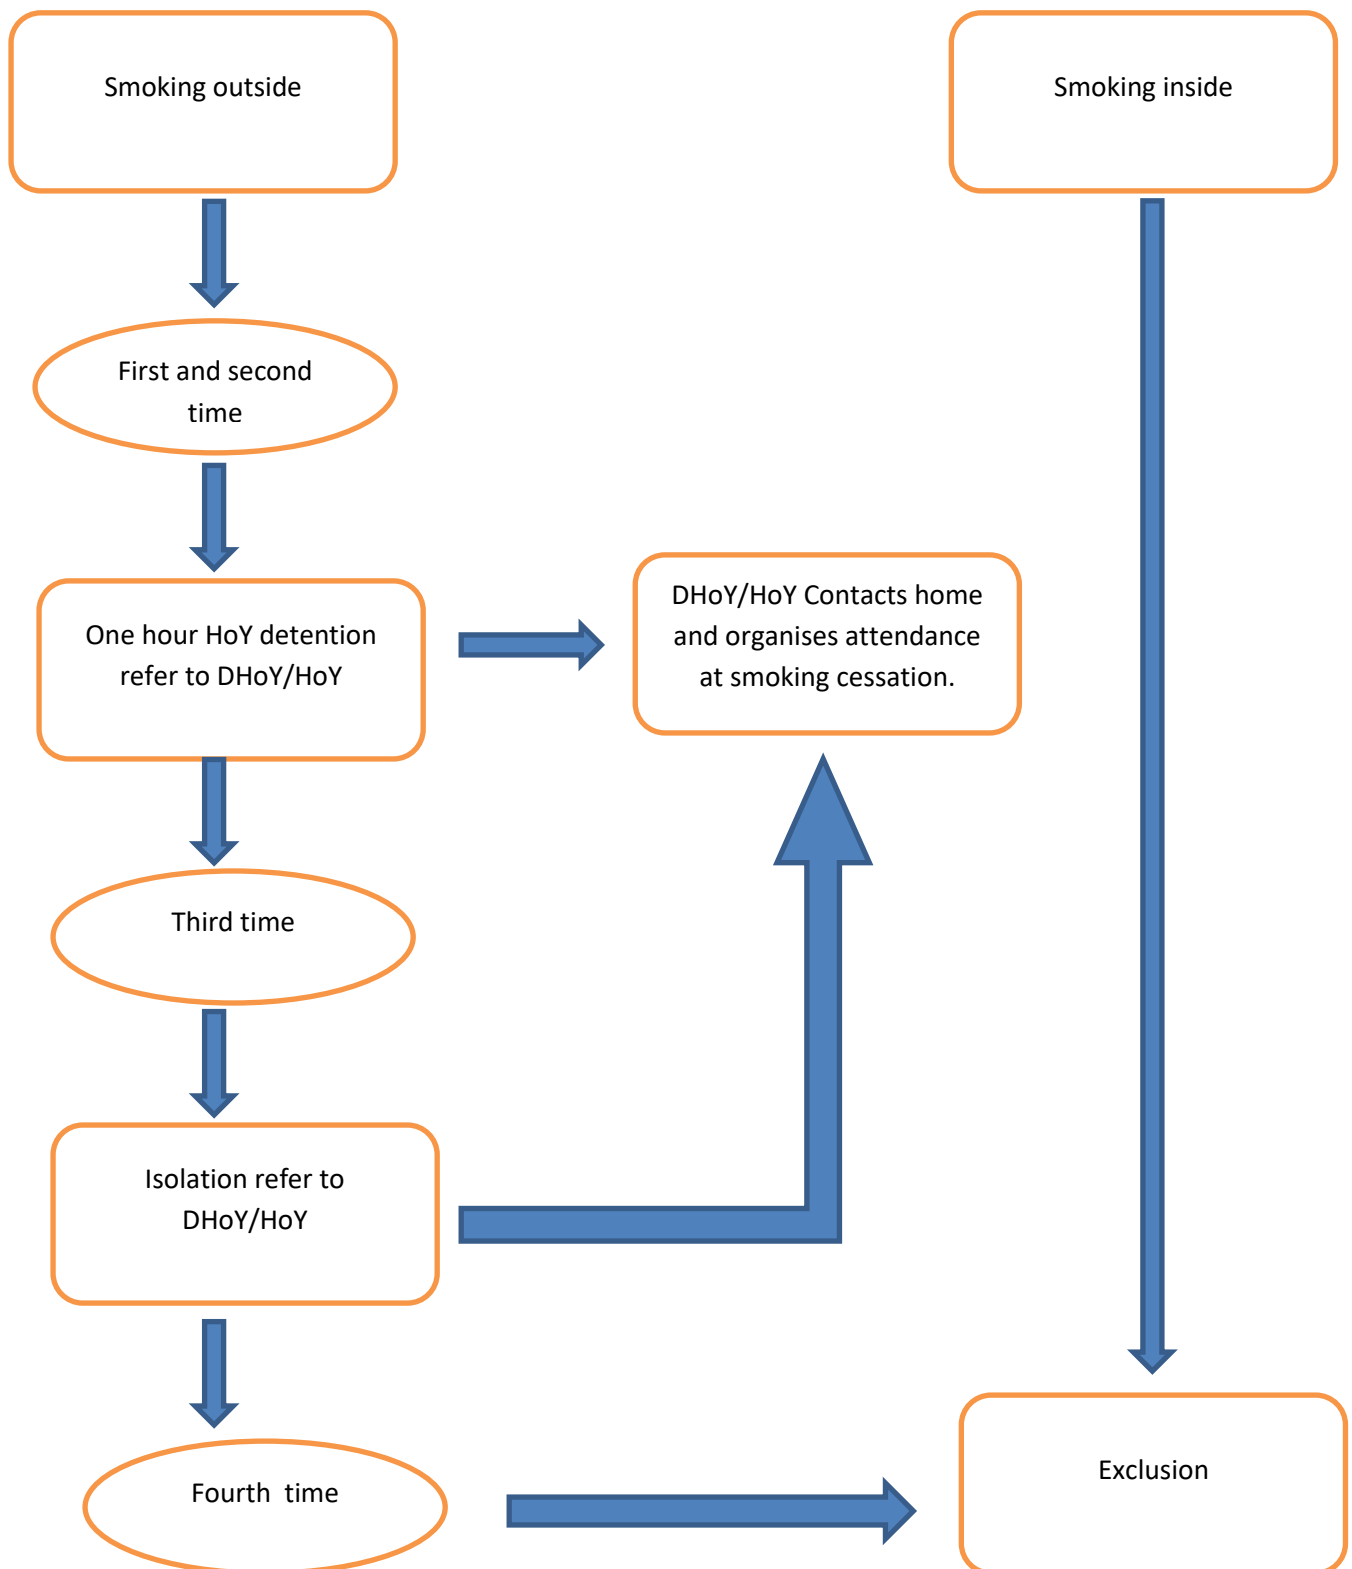 Smoking outside
Smoking inside
First and second
time
One hour HoY detention
refer to DHoY/HoY
DHoY/HoY Contacts home
and organises attendance
at smoking cessation.
Third time
Isolation refer to
DHoY/HoY
Fourth  time
Exclusion